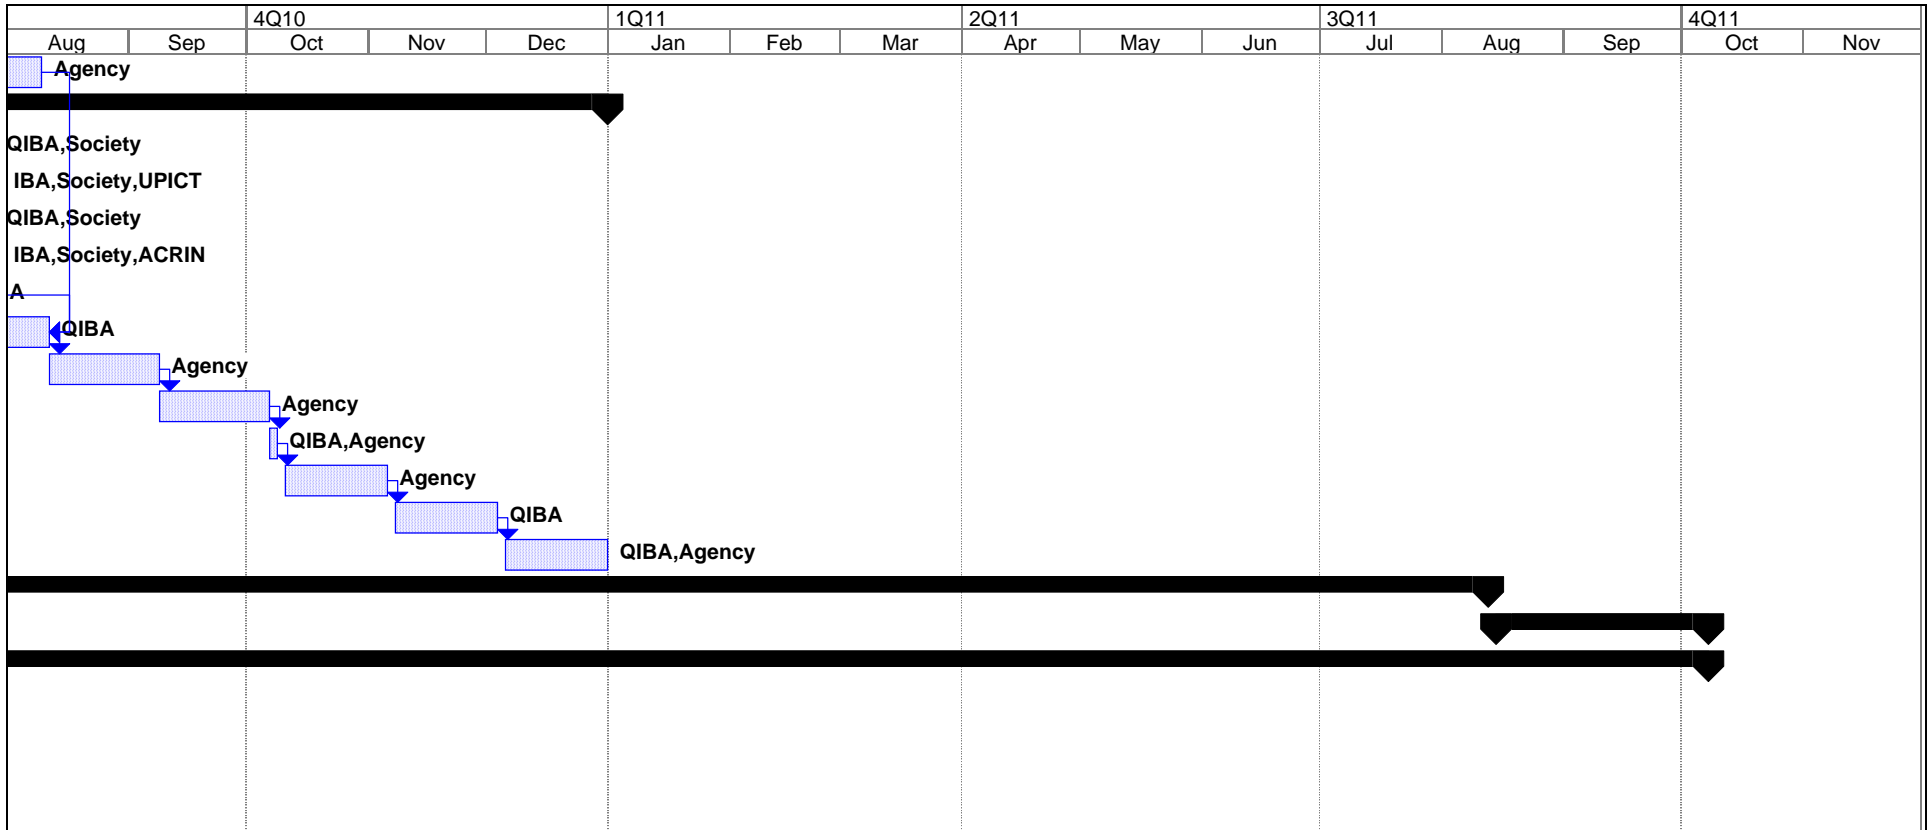 4Q10 1Q11 2Q11 3Q11 4Q11
Aug Sep Oct Nov Dec Jan Feb Mar Apr May Jun Jul Aug Sep Oct Nov
Agency
QIBA,Society
IBA,Society,UPICT
QIBA,Society
IBA,Society,ACRIN
A
QIBA
Agency
Agency
QIBA,Agency
Agency
QIBA
QIBA,Agency